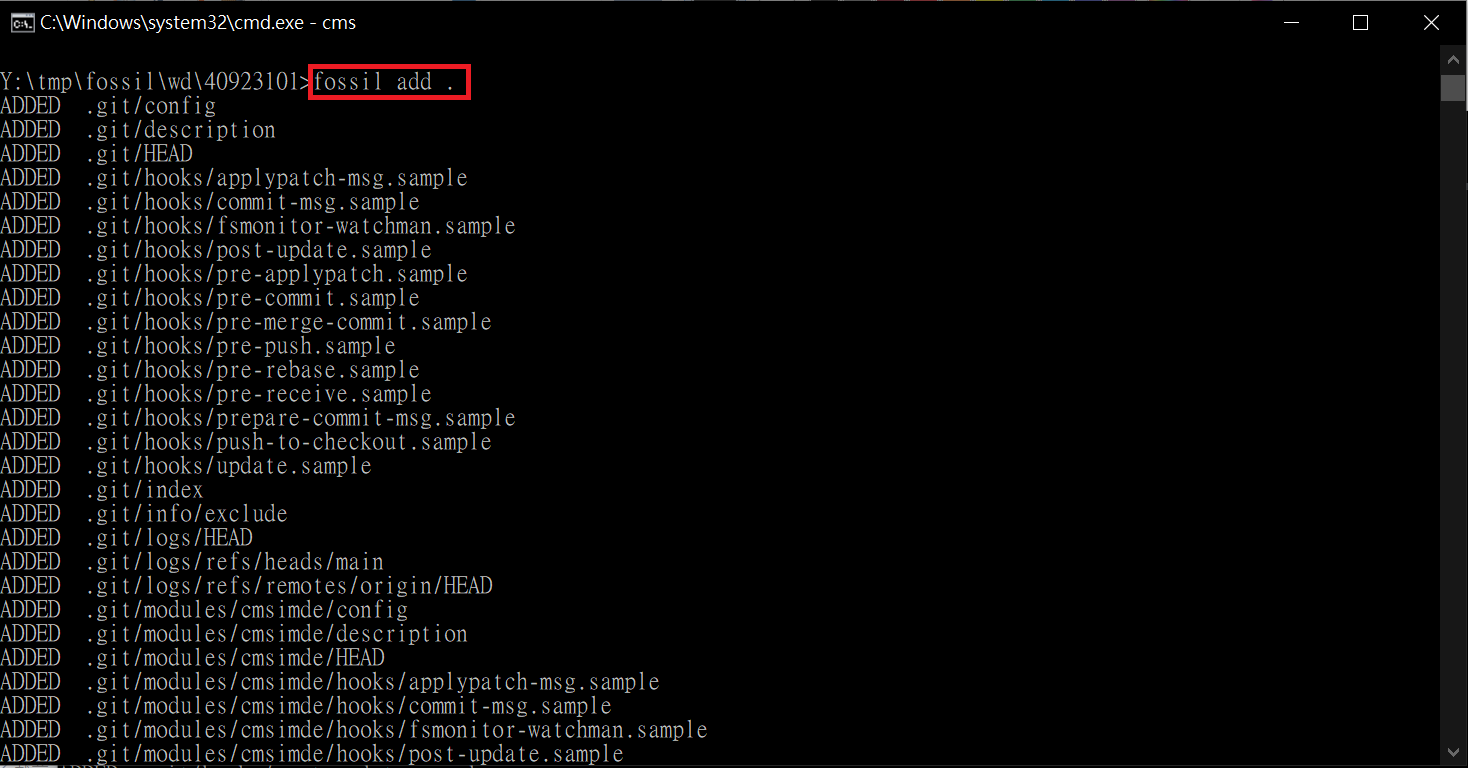 C:\Windows\system32\cmd.exe - cms
Y:\tmp\fossil\wd\40923101>fossil add .
ADDED  .git/config
ADDED  .git/description
ADDED  .git/HEAD
ADDED  .git/hooks/applypatch-msg.sample
ADDED  .git/hooks/commit-msg.sample
ADDED  .git/hooks/fsmonitor-watchman.sample
ADDED  .git/hooks/post-update.sample
ADDED  .git/hooks/pre-applypatch.sample
ADDED  .git/hooks/pre-commit.sample
ADDED  .git/hooks/pre-merge-commit.sample
ADDED  .git/hooks/pre-push.sample
ADDED  .git/hooks/pre-rebase.sample
ADDED  .git/hooks/pre-receive.sample
ADDED  .git/hooks/prepare-commit-msg.sample
ADDED  .git/hooks/push-to-checkout.sample
ADDED  .git/hooks/update.sample
ADDED  .git/index
ADDED  .git/info/exclude
ADDED  .git/logs/HEAD
ADDED  .git/logs/refs/heads/main
ADDED  .git/logs/refs/remotes/origin/HEAD
ADDED  .git/modules/cmsimde/config
ADDED  .git/modules/cmsimde/description
ADDED  .git/modules/cmsimde/HEAD
ADDED  .git/modules/cmsimde/hooks/applypatch-msg.sample
ADDED  .git/modules/cmsimde/hooks/commit-msg.sample
ADDED  .git/modules/cmsimde/hooks/fsmonitor-watchman.sample
ADDED  .git/modules/cmsimde/hooks/post-update.sample